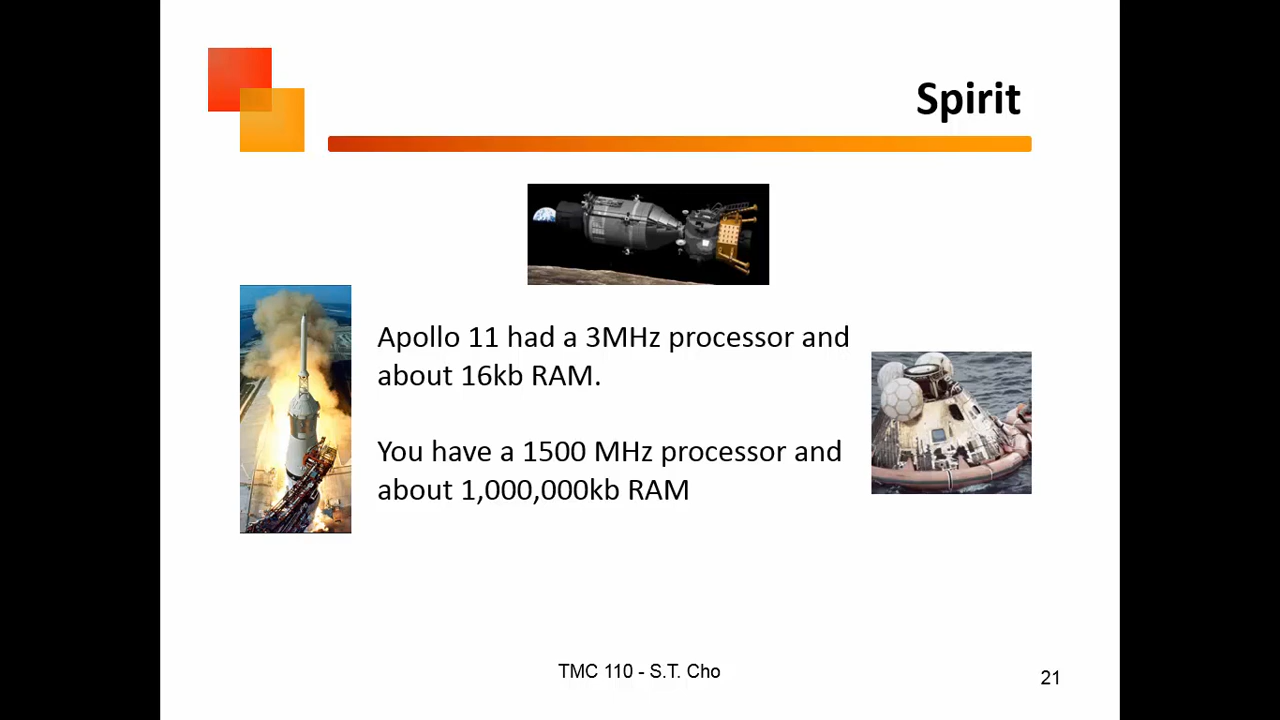 Spirit
Apollo 11 had a 3MHz processor and
about 16kb RAM.
You have a 1500 MHz processor and
about 1,000,000kb RAM
TMC 110 - S.T. Cho
21